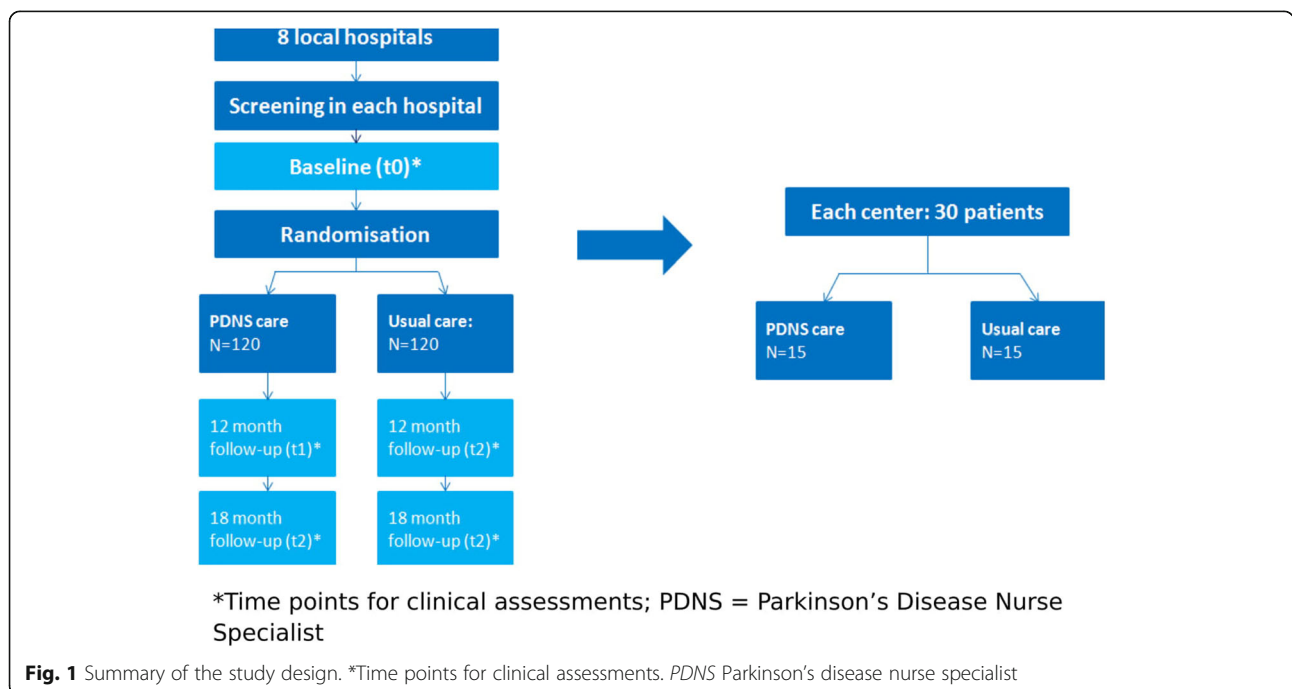 8 local hospitals
Screening in each hospital
Baseline (t0)*
Randomisation
PDNS care
N=120
Usual care:
N=120
12 month
follow-up (t1)*
12 month
follow-up (t2)*
18 month
follow-up (t2)*
18 month
follow-up (t2)*
Each center: 30 patients
PDNS care
N=15
Usual care
N=15
*Time points for clinical assessments; PDNS = Parkinson’s Disease Nurse
Specialist
Fig. 1 Summary of the study design. *Time points for clinical assessments. PDNS Parkinson’s disease nurse specialist